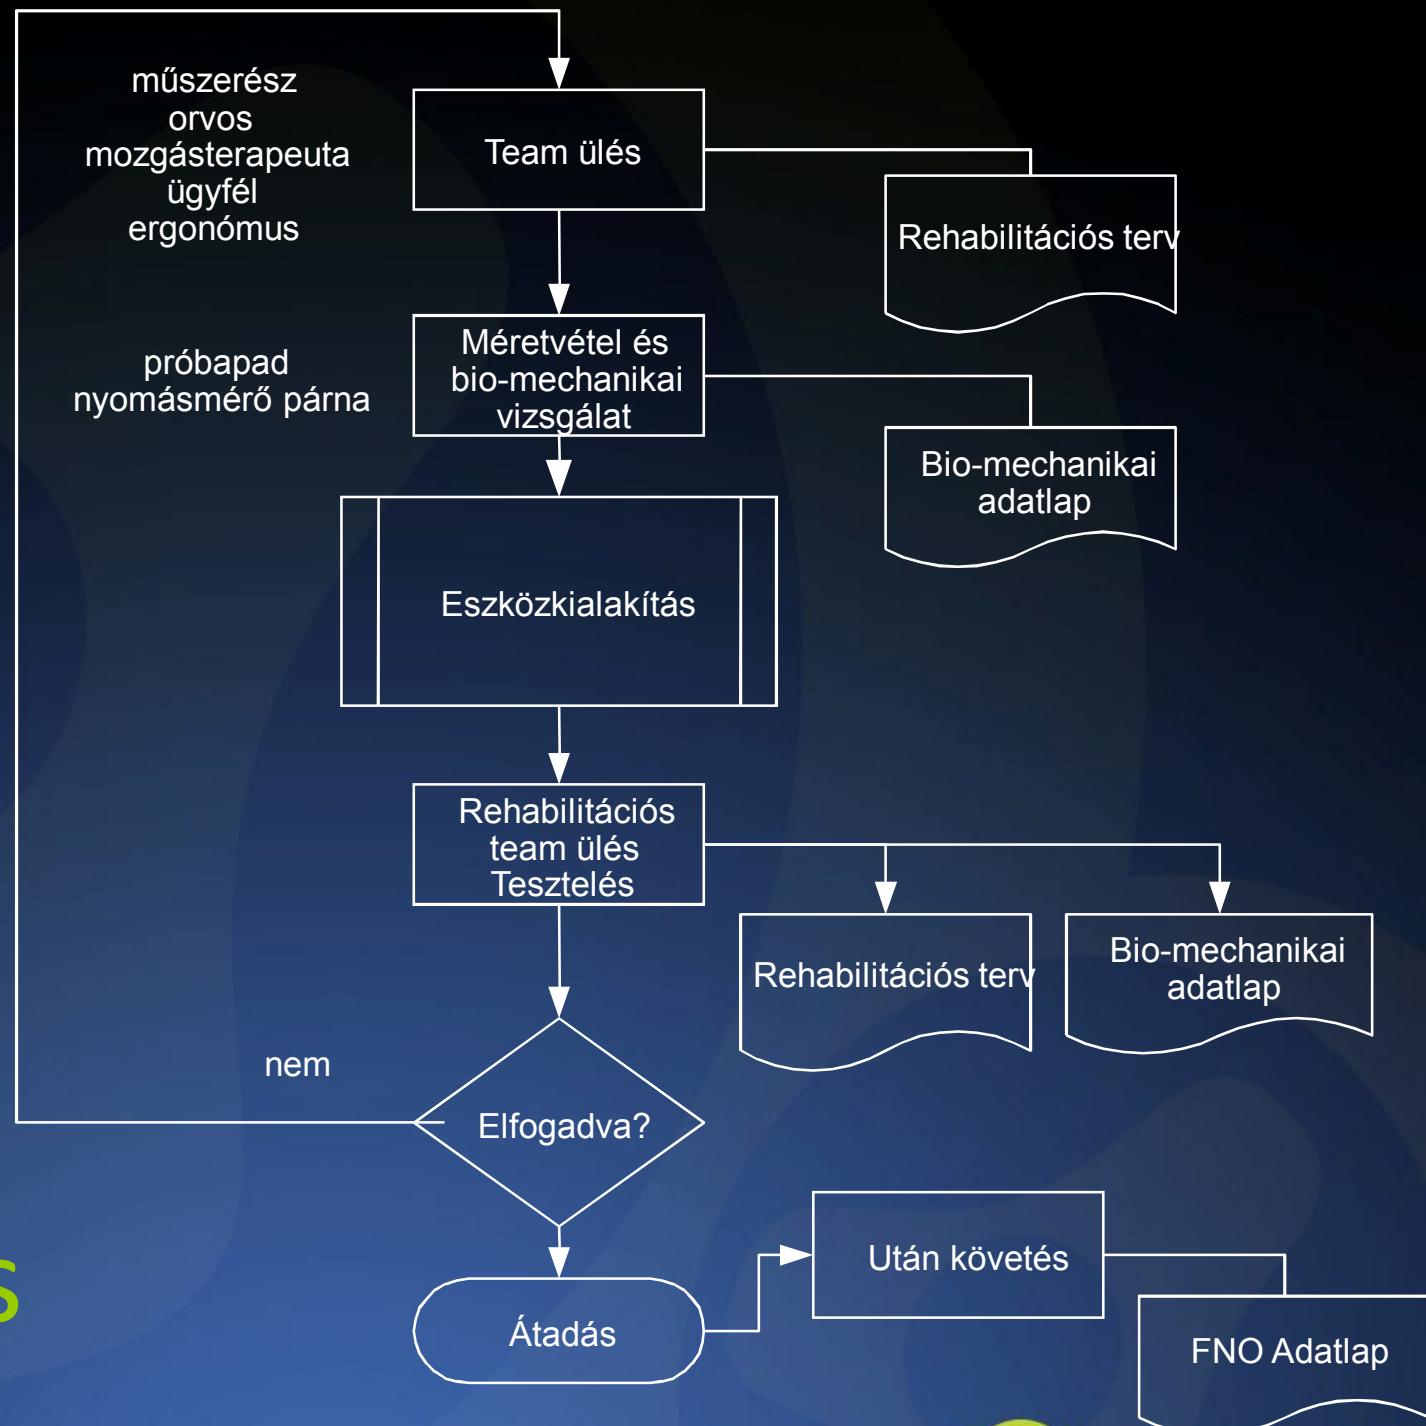 műszerész
orvos
mozgásterapeuta
ügyfél
ergonómus
Team ülés
Rehabilitációs terv
próbapad
nyomásmérő párna
Méretvétel és
bio-mechanikai
vizsgálat
Bio-mechanikai
adatlap
Eszközkialakítás
Rehabilitációs
team ülés
Tesztelés
Rehabilitációs terv
Bio-mechanikai
adatlap
nem
Elfogadva?
Után követés
s
Átadás
FNO Adatlap